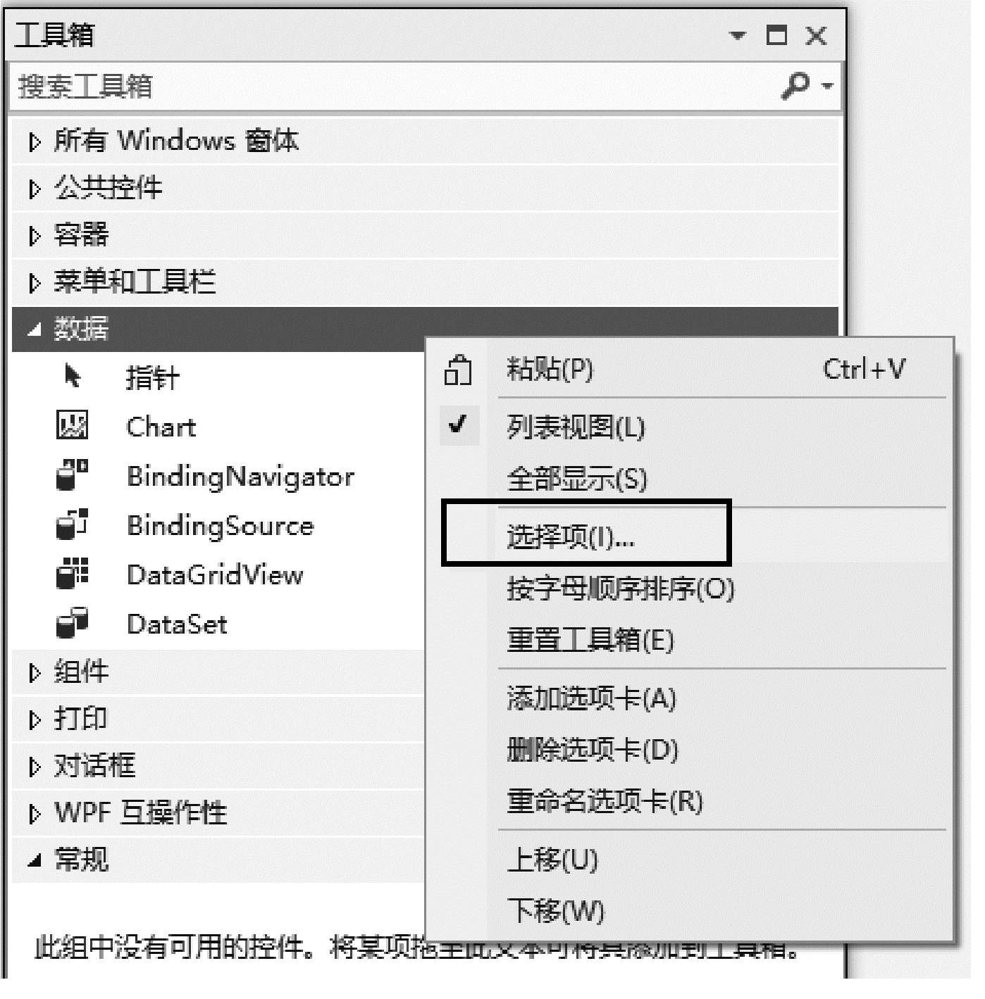 工具箱
搜索工具箱
所有 Windows 窗体
公共控件
容器
菜单和工具栏
数据
指针
Chart
BindingNavigator
BindingSource
DataGridView
DataSet
组件
打印
对话框
WPF 互操作性
常规
此组中没有可用的控件。将某项拖至此文本可将其添加到工具箱。
粘贴(P) Ctrl+V
列表视图(L)
全部显示(S)
选择项(I)...
按字母顺序排序(O)
重置工具箱(E)
添加选项卡(A)
删除选项卡(D)
重命名选项卡(R)
上移(U)
下移(W)